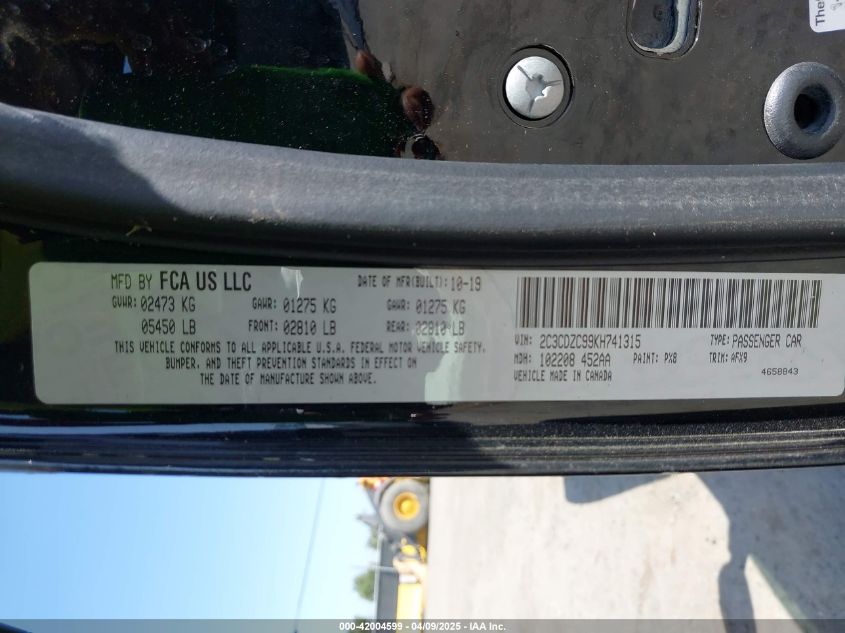 The
MFD BY FCA US LLC DATE OF MFR(BUILT): 10-19
GVWR: 02473 KG GAWR: 01275 KG GAWR: 01275 KG
05450 LB FRONT: 02810 LB REAR: 02810 LB
THIS VEHICLE CONFORMS TO ALL APPLICABLE U.S.A. FEDERAL MOTOR VEHICLE SAFETY,
BUMPER, AND THEFT PREVENTION STANDARDS IN EFFECT ON
THE DATE OF MANUFACTURE SHOWN ABOVE.
VIN: 2C3CDZC99KH741315 TYPE: PASSENGER CAR
MDH: 102208 452AA PAINT: PX8 TRIM: AFX9
VEHICLE MADE IN CANADA 4658843
000-42004599 - 04/09/2025 - IAA Inc.